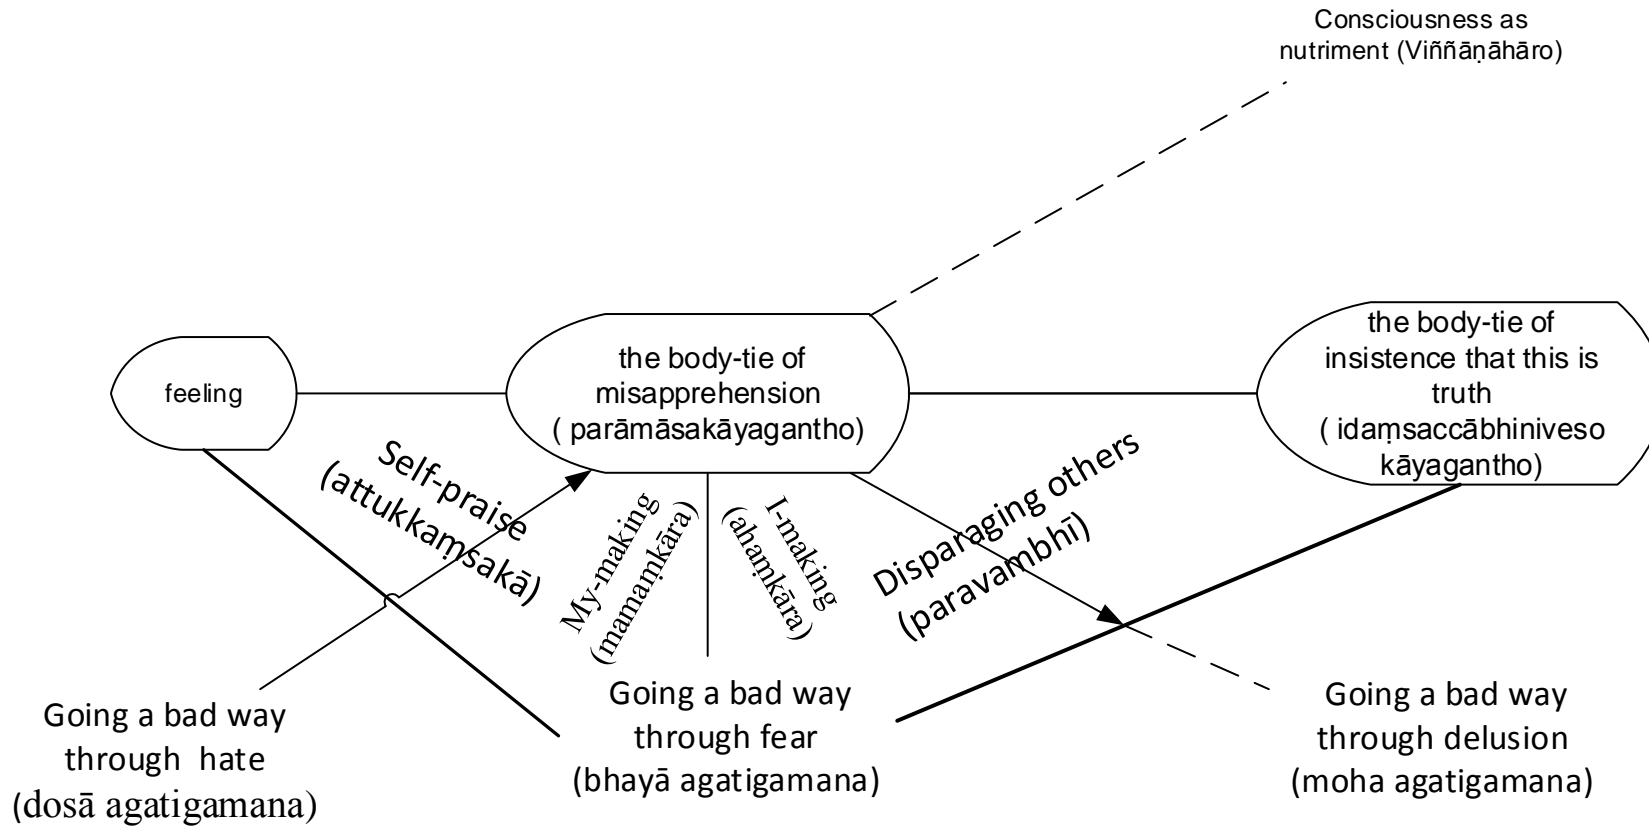 Consciousness as
nutriment (Viññāṇāhāro)
feeling
the body-tie of
misapprehension
( parāmāsakāyagantho)
the body-tie of
insistence that this is
truth
( idaṃsaccābhiniveso
kāyagantho)
Self-praise
(attukkaṃsakā)
My-making
(mamaṃkāra)
I-making
(ahaṃkāra)
Disparaging others
(paravambhī)
Going a bad way
through hate
(dosā agatigamana)
Going a bad way
through fear
(bhayā agatigamana)
Going a bad way
through delusion
(moha agatigamana)